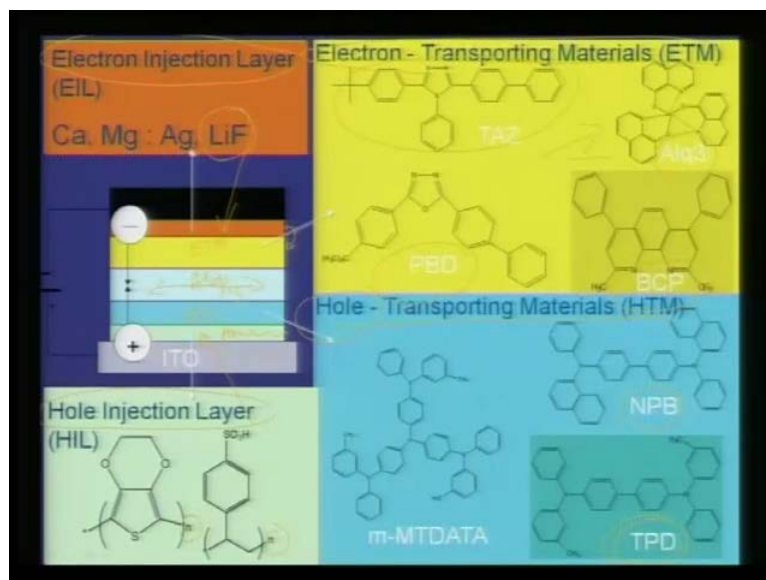 Electron Injection Layer
(EIL)
Ca. Mg : Ag, LiF
Electron - Transporting Materials (ETM)
TAZ
Alq3
PBD
BCP
ITO
Hole - Transporting Materials (HTM)
NPB
m-MTDATA
TPD
Hole Injection Layer
(HIL)
SO₃H
O
O
S
n
n